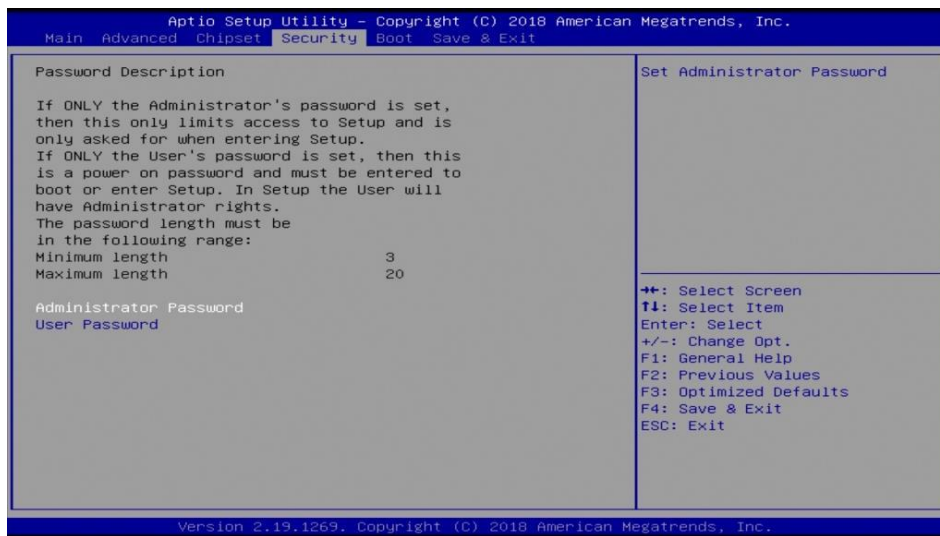 Aptio Setup Utility – Copyright (C) 2018 American Megatrends, Inc.
Main Advanced Chipset Security Boot Save & Exit
Password Description
If ONLY the Administrator's password is set,
then this only limits access to Setup and is
only asked for when entering Setup.
If ONLY the User's password is set, then this
is a power on password and must be entered to
boot or enter Setup. In Setup the User will
have Administrator rights.
The password length must be
in the following range:
Minimum length 3
Maximum length 20
Administrator Password
User Password
Set Administrator Password
→←: Select Screen
↑↓: Select Item
Enter: Select
+/-: Change Opt.
F1: General Help
F2: Previous Values
F3: Optimized Defaults
F4: Save & Exit
ESC: Exit
Version 2.19.1269. Copyright (C) 2018 American Megatrends, Inc.